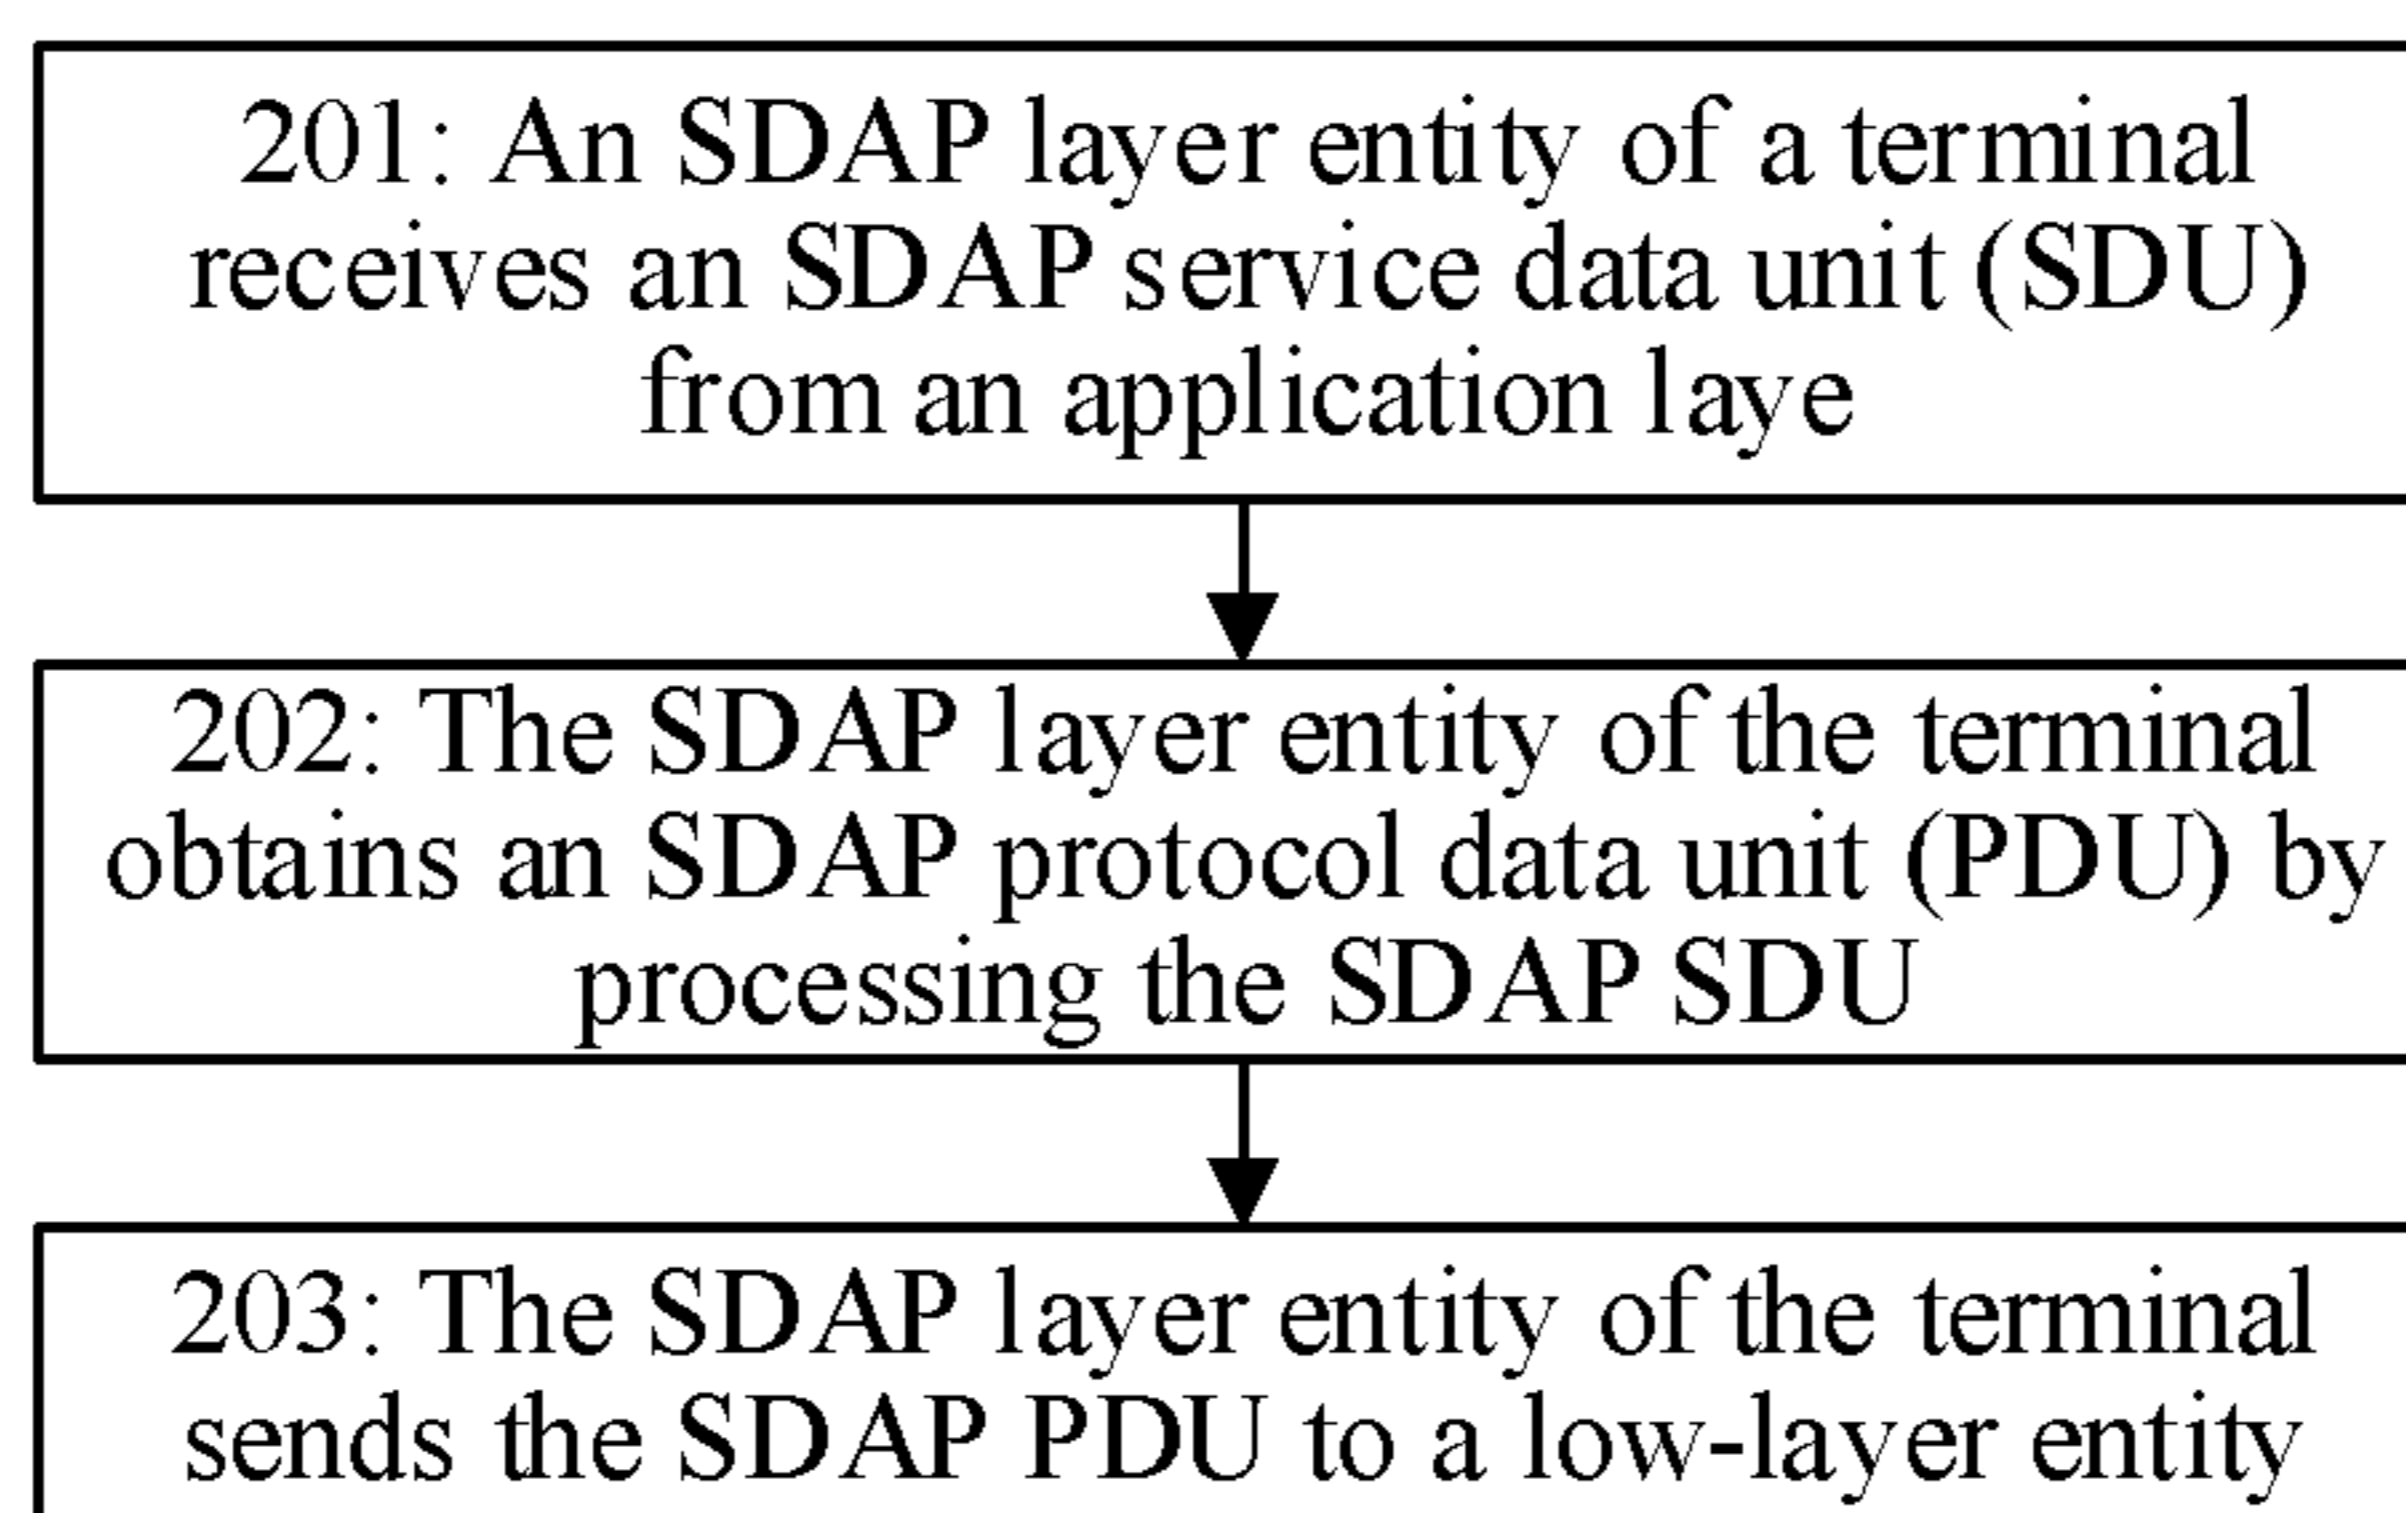 201: An SDAP layer entity of a terminal
receives an SDAP service data unit (SDU)
from an application laye
202: The SDAP layer entity of the terminal
obtains an SDAP protocol data unit (PDU) by
processing the SDAP SDU
203: The SDAP layer entity of the terminal
sends the SDAP PDU to a low-layer entity